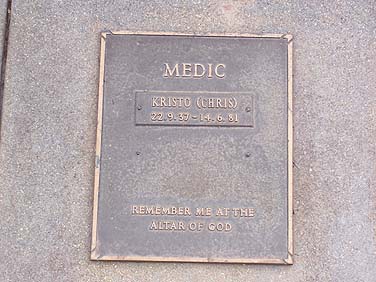 MEDIC
KRISTO (CHRIS)
22.9.37 - 14.6.81
REMEMBER ME AT THE
ALTAR OF GOD